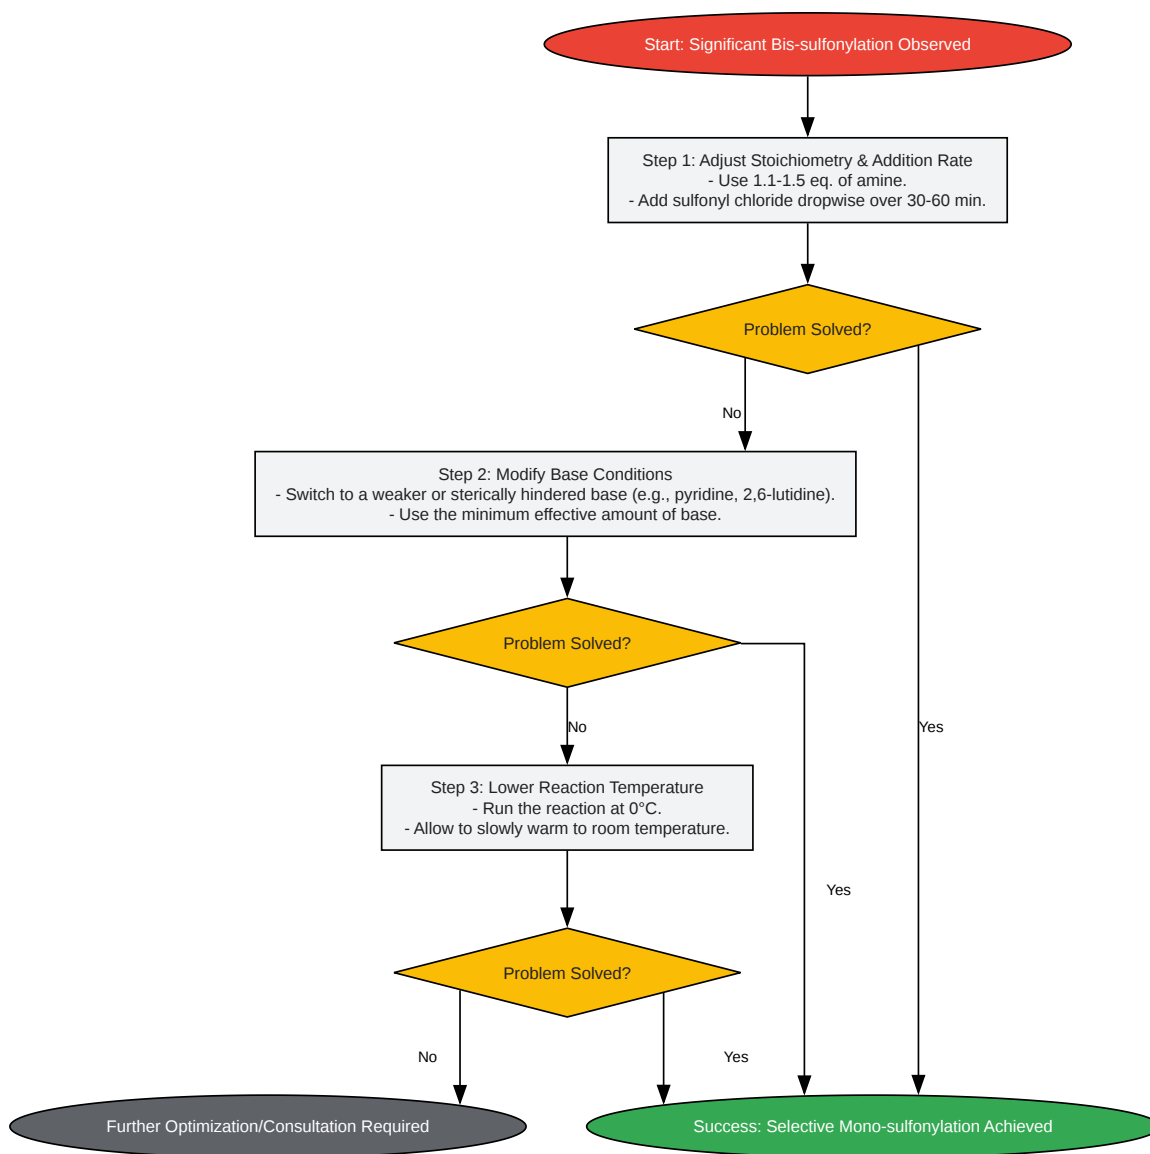 Start: Significant Bis-sulfonylation Observed
Step 1: Adjust Stoichiometry & Addition Rate
- Use 1.1-1.5 eq. of amine.
- Add sulfonyl chloride dropwise over 30-60 min.
Problem Solved?
No
Step 2: Modify Base Conditions
- Switch to a weaker or sterically hindered base (e.g., pyridine, 2,6-lutidine).
- Use the minimum effective amount of base.
Problem Solved?
No
Yes
Step 3: Lower Reaction Temperature
- Run the reaction at 0°C.
- Allow to slowly warm to room temperature.
Yes
Problem Solved?
No
Yes
Further Optimization/Consultation Required
Success: Selective Mono-sulfonylation Achieved